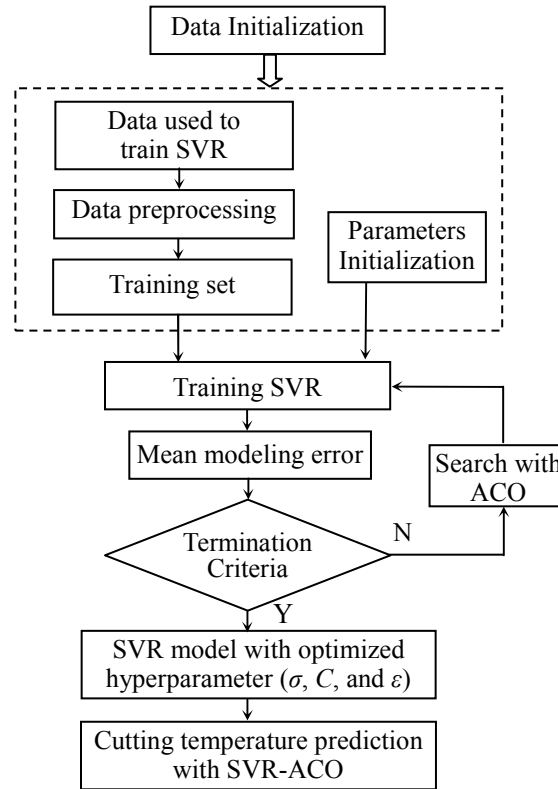 Data Initialization
Data used to
train SVR
Data preprocessing
Training set
Parameters
Initialization
Training SVR
Mean modeling error
Search with
ACO
Termination
Criteria
N
Y
SVR model with optimized
hyperparameter (σ, C, and ε)
Cutting temperature prediction
with SVR-ACO